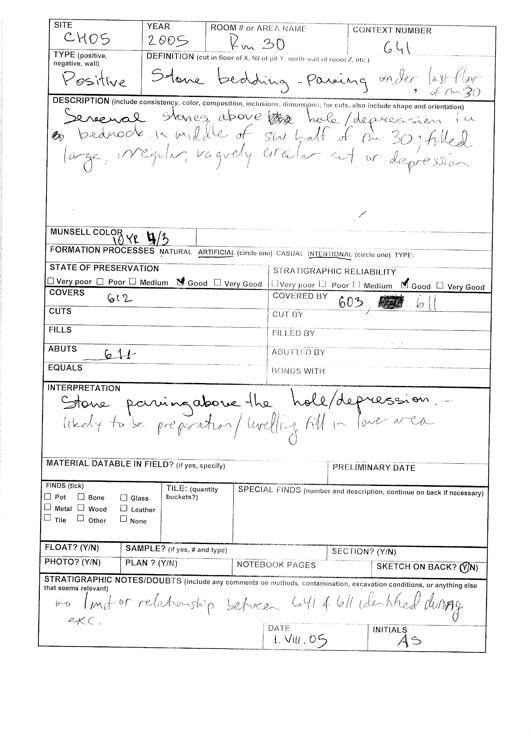 SITE YEAR ROOM # or AREA NAME CONTEXT NUMBER
CH05 2005 Rm 30 641
TYPE (positive, negative, wall) DEFINITION (cut in floor of X, fill of pit Y, north wall of room Z, etc.)
Positive Stone bedding - Paving under last floor
of rm 30
DESCRIPTION (include consistency, color, composition, inclusions, dimensions; for cuts, also include shape and orientation)
Several stones above hole/depression in
bedrock in middle of SW half of rm 30; filled
large, irregular, vaguely circular cut or depression
MUNSELL COLOR
10YR 4/3
FORMATION PROCESSES NATURAL ARTIFICIAL (circle one) CASUAL INTENTIONAL (circle one) TYPE:
STATE OF PRESERVATION STRATIGRAPHIC RELIABILITY
Very poor Poor Medium Good Very Good Very poor Poor Medium Good Very Good
COVERS 612 COVERED BY 603, 611
CUTS CUT BY
FILLS FILLED BY
ABUTS 611 ABUTTED BY
EQUALS BONDS WITH
INTERPRETATION
Stone paving above the hole/depression. -
likely to be preparation/levelling fill in lower area
MATERIAL DATABLE IN FIELD? (if yes, specify) PRELIMINARY DATE
FINDS (tick) TILE: (quantity buckets?) SPECIAL FINDS (number and description, continue on back if necessary)
Pot Bone Glass
Metal Wood Leather
Tile Other None
FLOAT? (Y/N) SAMPLE? (if yes, # and type) SECTION? (Y/N)
PHOTO? (Y/N) PLAN ? (Y/N) NOTEBOOK PAGES SKETCH ON BACK? (Y/N)
STRATIGRAPHIC NOTES/DOUBTS (include any comments on methods, contamination, excavation conditions, or anything else
that seems relevant)
no limit or relationship between 641 & 611 identified during
exc.
DATE INITIALS
1.VIII.05 AS